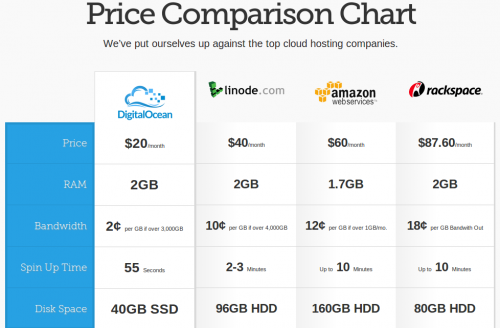 Price Comparison Chart
We've put ourselves up against the top cloud hosting companies.
DigitalOcean linode.com amazon webservices™ rackspace.
Price $20/month $40/month $60/month $87.60/month
RAM 2GB 2GB 1.7GB 2GB
Bandwidth 2¢ per GB if over 3,000GB 10¢ per GB if over 4,000GB 12¢ per GB if over 1GB/mo. 18¢ per GB Bandwith Out
Spin Up Time 55 Seconds 2-3 Minutes Up to 10 Minutes Up to 10 Minutes
Disk Space 40GB SSD 96GB HDD 160GB HDD 80GB HDD